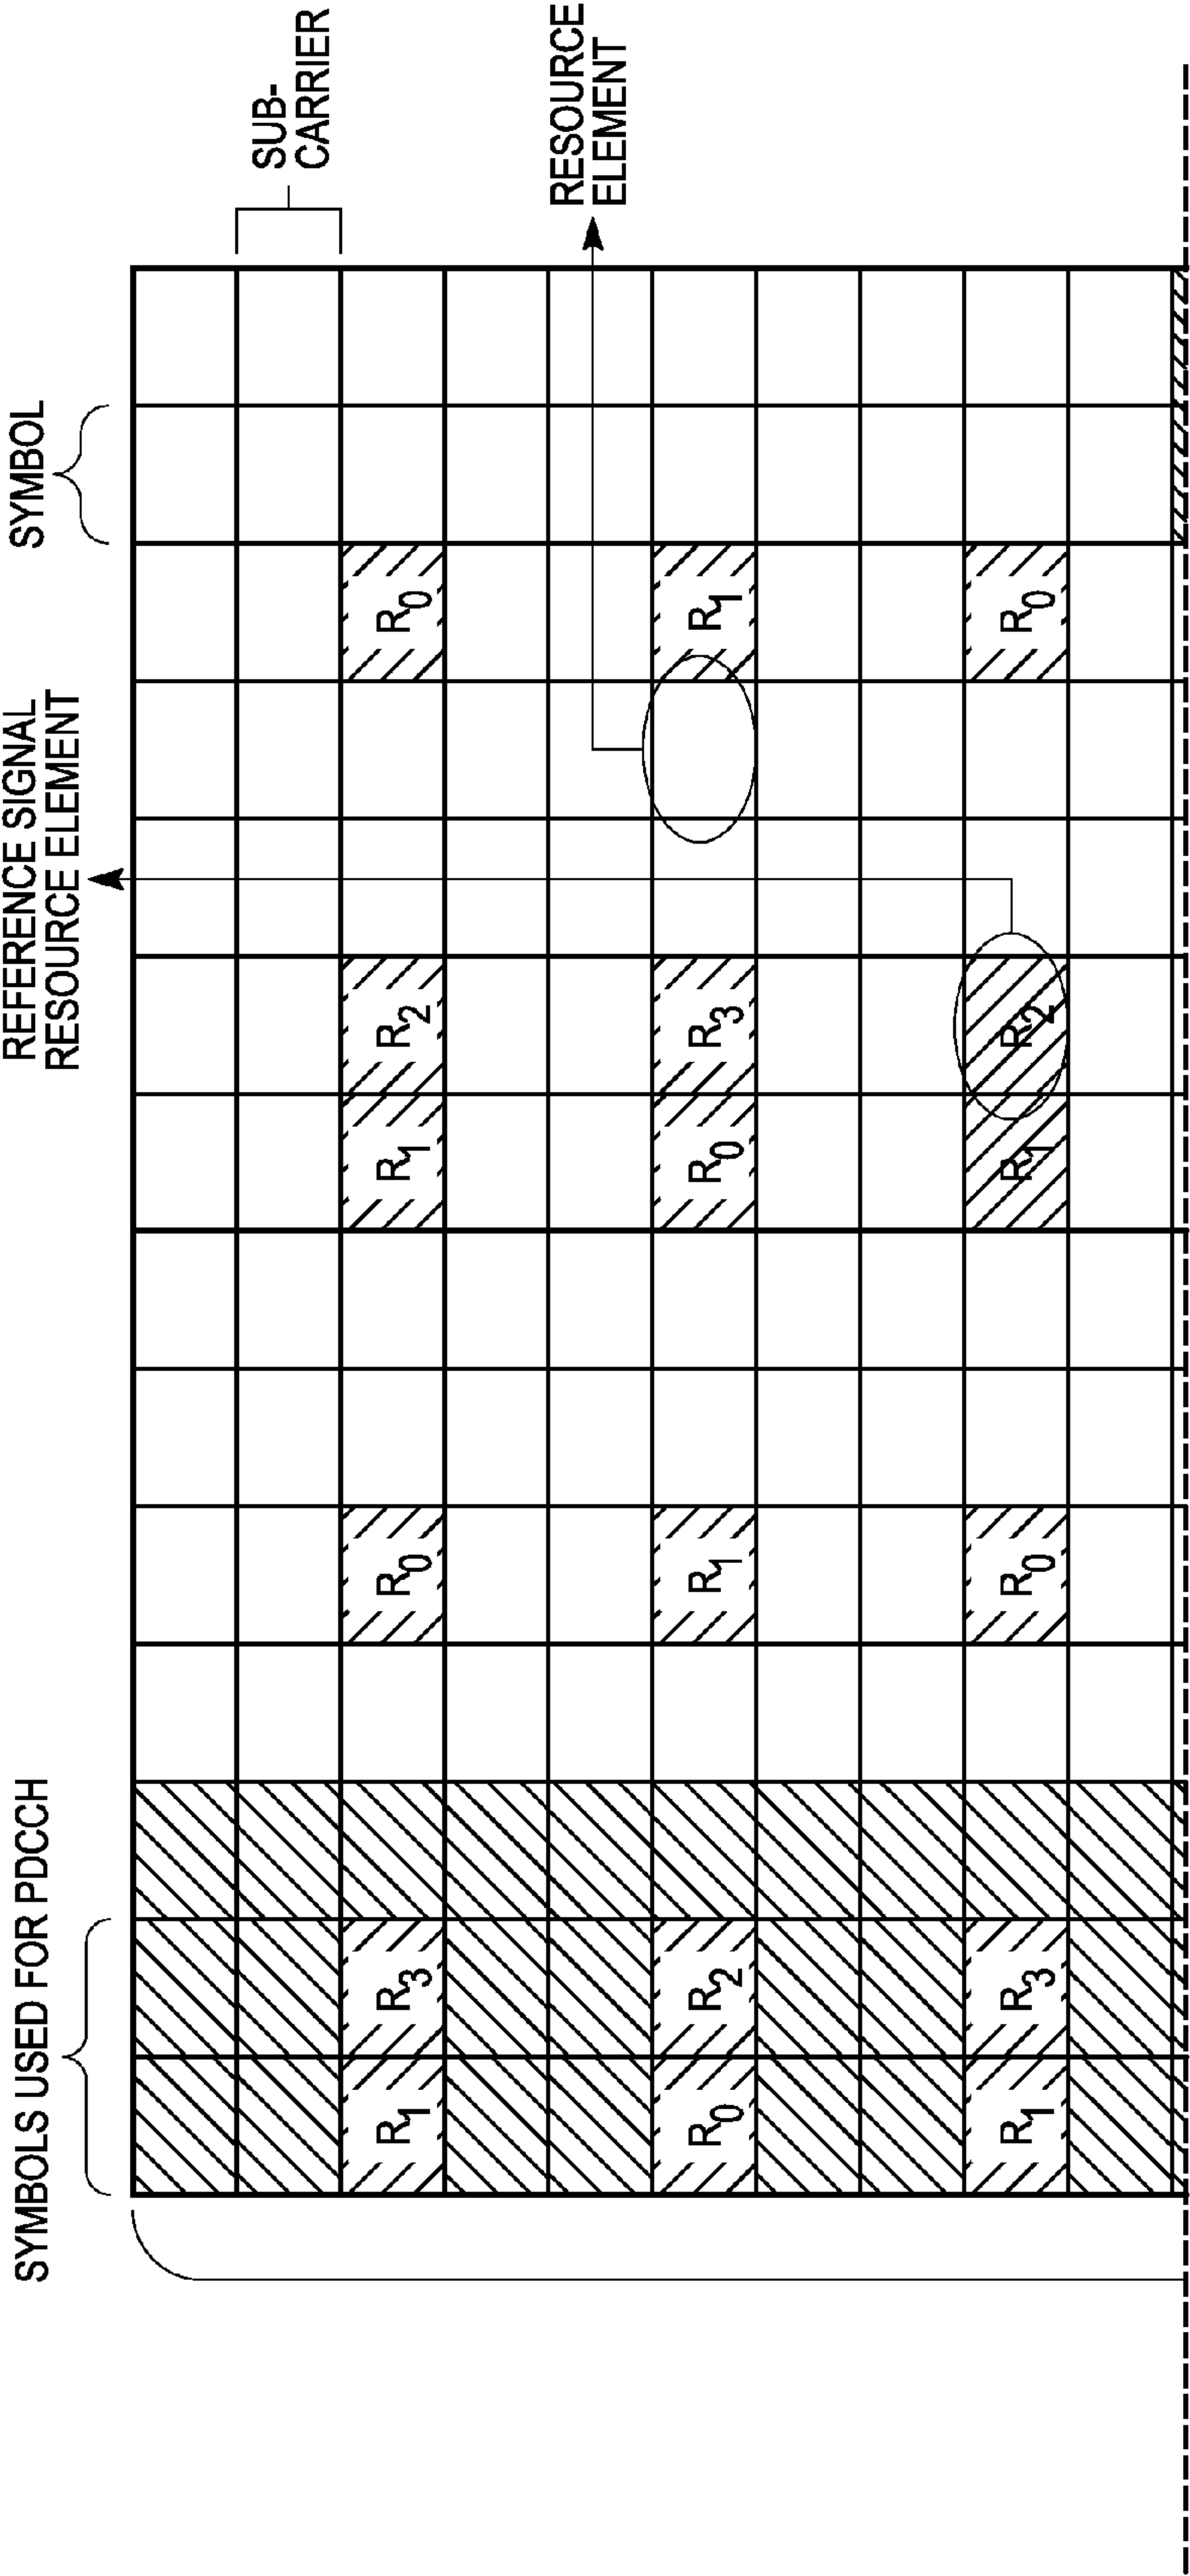 SYMBOLS USED FOR PDCCH
REFERENCE SIGNAL
RESOURCE ELEMENT
SYMBOL
SUB-
CARRIER
R1 R3 R0 R1 R2 R0
RESOURCE
ELEMENT
R0 R2 R1 R0 R3 R1
R1 R3 R0 R1 R2 R0